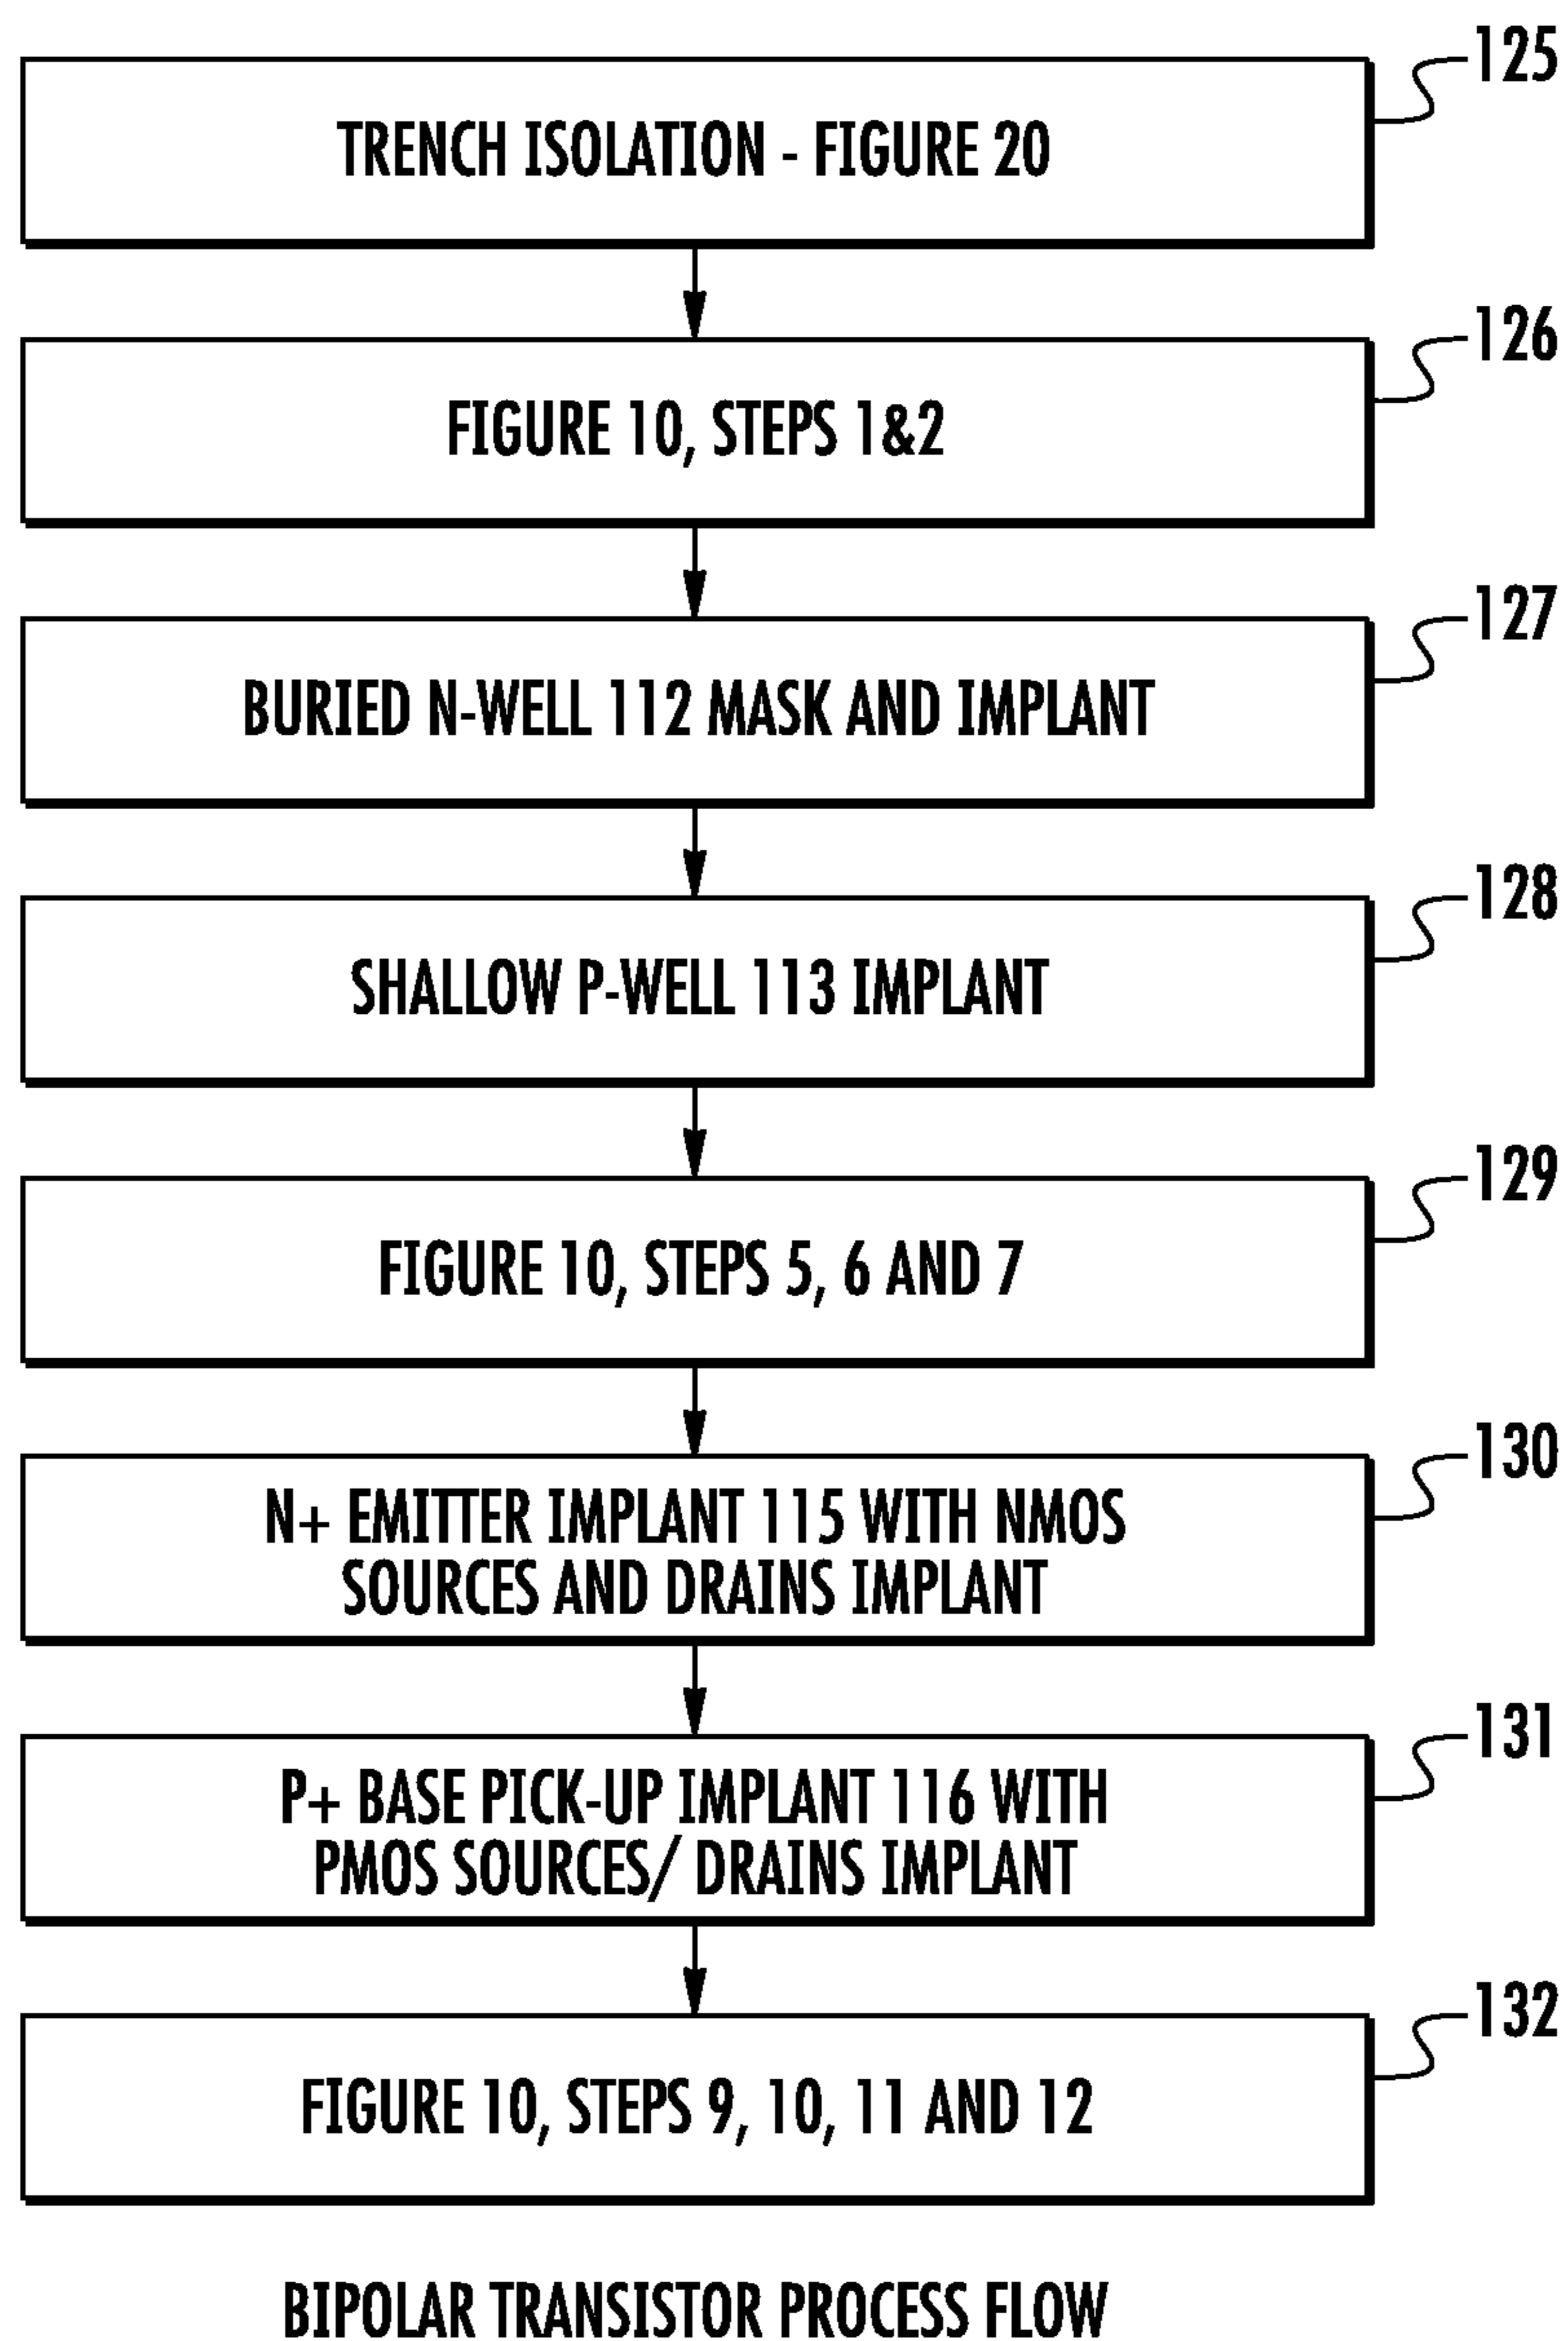 125
TRENCH ISOLATION - FIGURE 20
126
FIGURE 10, STEPS 1&2
127
BURIED N-WELL 112 MASK AND IMPLANT
128
SHALLOW P-WELL 113 IMPLANT
129
FIGURE 10, STEPS 5, 6 AND 7
130
N+ EMITTER IMPLANT 115 WITH NMOS
SOURCES AND DRAINS IMPLANT
131
P+ BASE PICK-UP IMPLANT 116 WITH
PMOS SOURCES/ DRAINS IMPLANT
132
FIGURE 10, STEPS 9, 10, 11 AND 12
BIPOLAR TRANSISTOR PROCESS FLOW